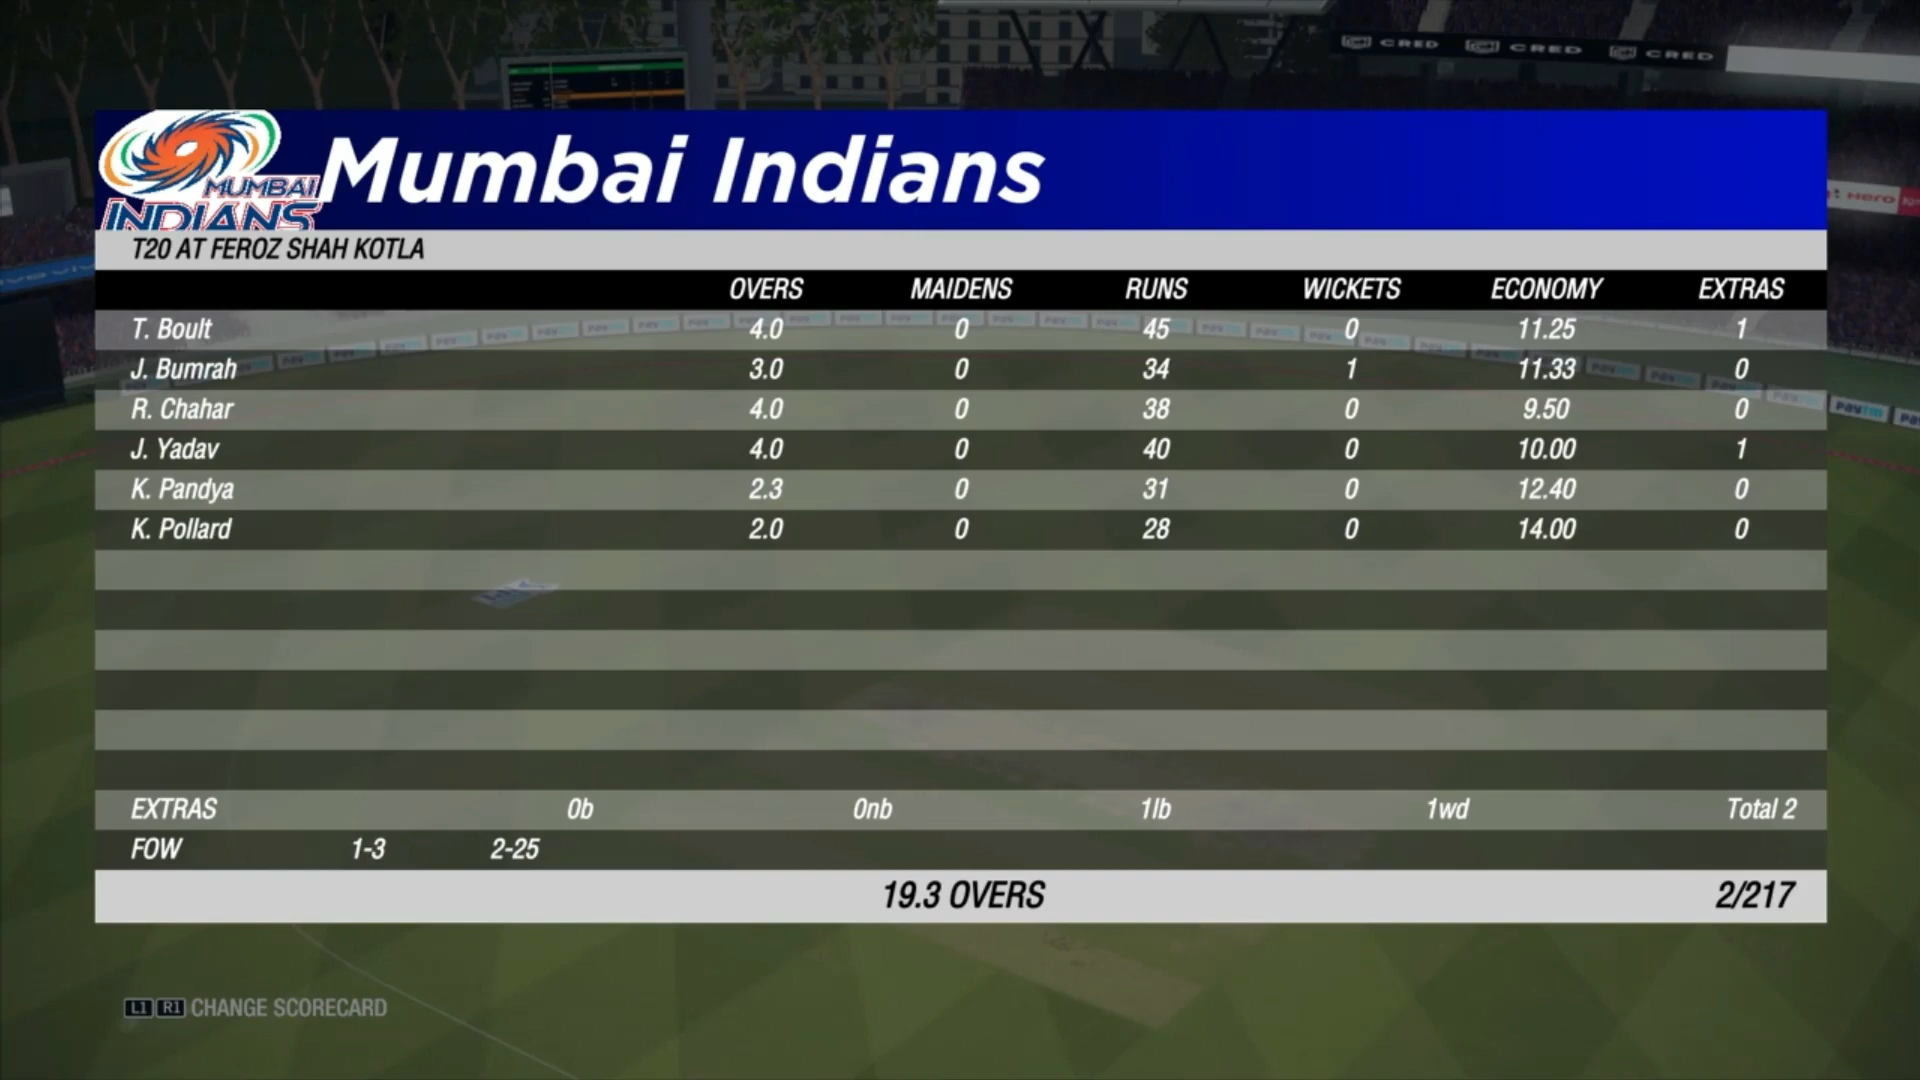 CRED CRED CRED
Hero
MUMBAI
INDIANS
Mumbai Indians
T20 AT FEROZ SHAH KOTLA
OVERS MAIDENS RUNS WICKETS ECONOMY EXTRAS
T. Boult 4.0 0 45 0 11.25 1
J. Bumrah 3.0 0 34 1 11.33 0
R. Chahar 4.0 0 38 0 9.50 0
J. Yadav 4.0 0 40 0 10.00 1
K. Pandya 2.3 0 31 0 12.40 0
K. Pollard 2.0 0 28 0 14.00 0
Paytm
EXTRAS 0b 0nb 1lb 1wd Total 2
FOW 1-3 2-25
19.3 OVERS 2/217
L1 R1 CHANGE SCORECARD